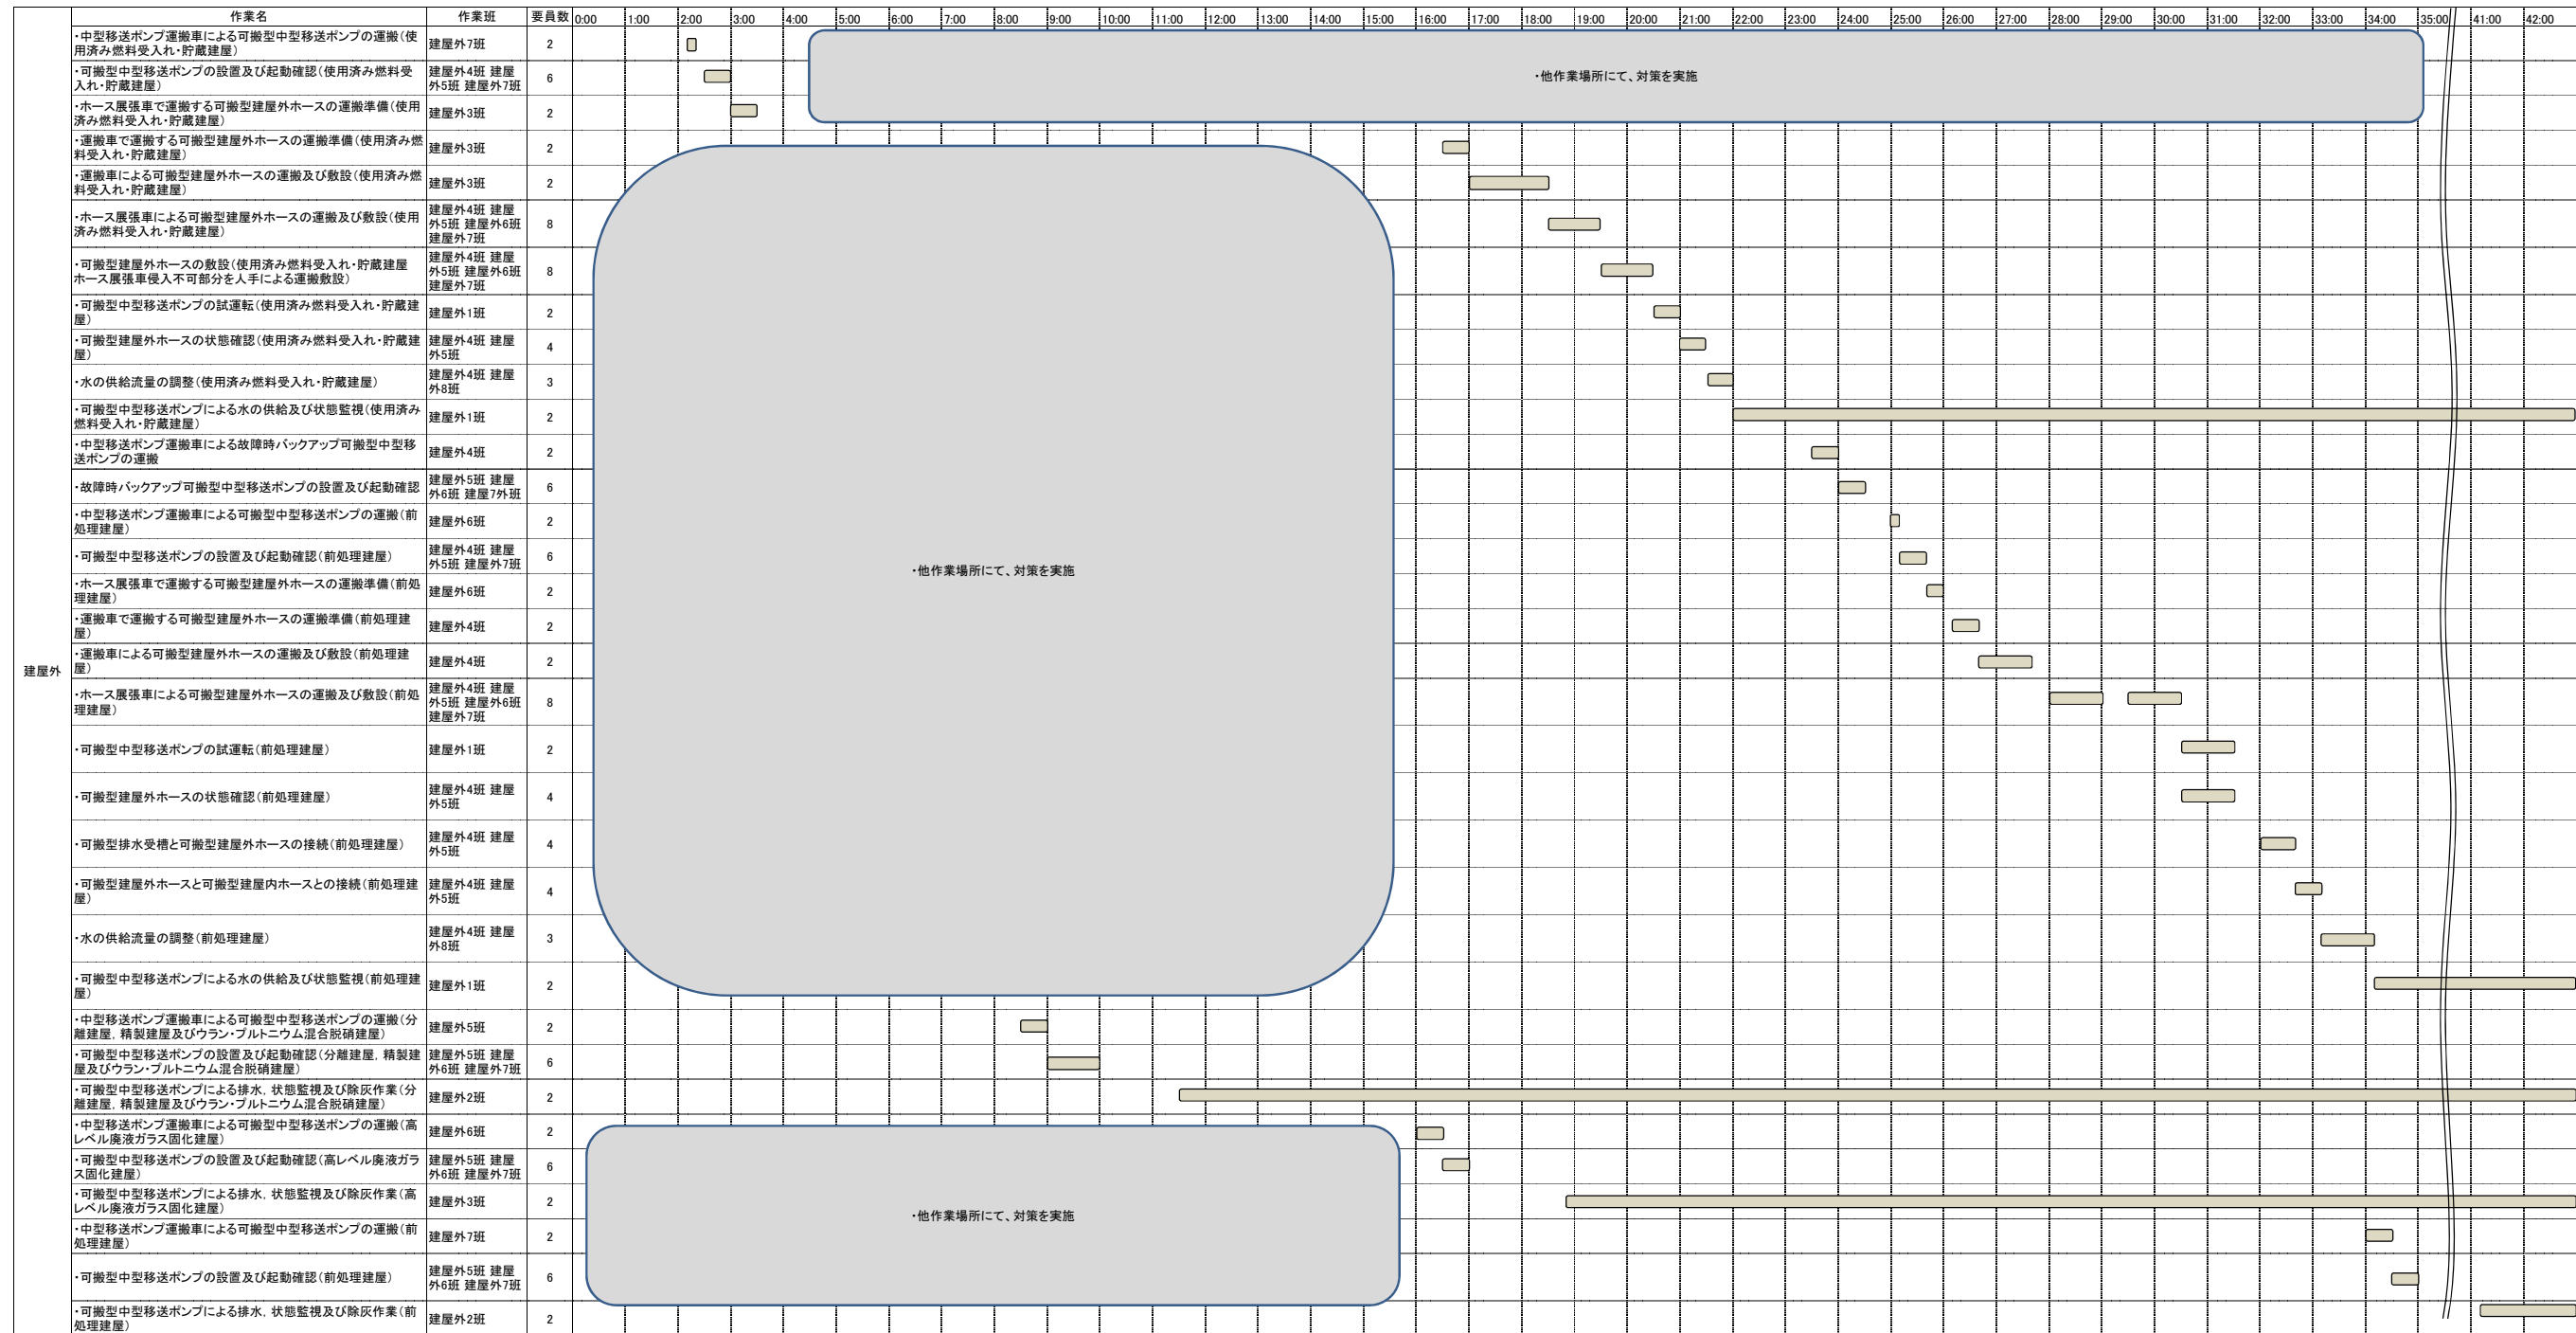 作業名 作業班 要員数 0:00 1:00 2:00 3:00 4:00 5:00 6:00 7:00 8:00 9:00 10:00 11:00 12:00 13:00 14:00 15:00 16:00 17:00 18:00 19:00 20:00 21:00 22:00 23:00 24:00 25:00 26:00 27:00 28:00 29:00 30:00 31:00 32:00 33:00 34:00 35:00 41:00 42:00
建屋外
・中型移送ポンプ運搬車による可搬型中型移送ポンプの運搬(使
用済み燃料受入れ・貯蔵建屋)
建屋外7班
2
・可搬型中型移送ポンプの設置及び起動確認(使用済み燃料受
入れ・貯蔵建屋)
建屋外4班 建屋
外5班 建屋外7班
6
・他作業場所にて、対策を実施
・ホース展張車で運搬する可搬型建屋外ホースの運搬準備(使用
済み燃料受入れ・貯蔵建屋)
建屋外3班
2
・運搬車で運搬する可搬型建屋外ホースの運搬準備(使用済み燃
料受入れ・貯蔵建屋)
建屋外3班
2
・運搬車による可搬型建屋外ホースの運搬及び敷設(使用済み燃
料受入れ・貯蔵建屋)
建屋外3班
2
・ホース展張車による可搬型建屋外ホースの運搬及び敷設(使用
済み燃料受入れ・貯蔵建屋)
建屋外4班 建屋
外5班 建屋外6班
建屋外7班
8
・可搬型建屋外ホースの敷設(使用済み燃料受入れ・貯蔵建屋
ホース展張車侵入不可部分を人手による運搬敷設)
建屋外4班 建屋
外5班 建屋外6班
建屋外7班
8
・可搬型中型移送ポンプの試運転(使用済み燃料受入れ・貯蔵建
屋)
建屋外1班
2
・可搬型建屋外ホースの状態確認(使用済み燃料受入れ・貯蔵建
屋)
建屋外4班 建屋
外5班
4
・水の供給流量の調整(使用済み燃料受入れ・貯蔵建屋)
建屋外4班 建屋
外8班
3
・可搬型中型移送ポンプによる水の供給及び状態監視(使用済み
燃料受入れ・貯蔵建屋)
建屋外1班
2
・中型移送ポンプ運搬車による故障時バックアップ可搬型中型移
送ポンプの運搬
建屋外4班
2
・故障時バックアップ可搬型中型移送ポンプの設置及び起動確認
建屋外5班 建屋
外6班 建屋7外班
6
・中型移送ポンプ運搬車による可搬型中型移送ポンプの運搬(前
処理建屋)
建屋外6班
2
・可搬型中型移送ポンプの設置及び起動確認(前処理建屋)
建屋外4班 建屋
外5班 建屋外7班
6
・他作業場所にて、対策を実施
・ホース展張車で運搬する可搬型建屋外ホースの運搬準備(前処
理建屋)
建屋外6班
2
・運搬車で運搬する可搬型建屋外ホースの運搬準備(前処理建
屋)
建屋外4班
2
・運搬車による可搬型建屋外ホースの運搬及び敷設(前処理建
屋)
建屋外4班
2
・ホース展張車による可搬型建屋外ホースの運搬及び敷設(前処
理建屋)
建屋外4班 建屋
外5班 建屋外6班
建屋外7班
8
・可搬型中型移送ポンプの試運転(前処理建屋)
建屋外1班
2
・可搬型建屋外ホースの状態確認(前処理建屋)
建屋外4班 建屋
外5班
4
・可搬型排水受槽と可搬型建屋外ホースの接続(前処理建屋)
建屋外4班 建屋
外5班
4
・可搬型建屋外ホースと可搬型建屋内ホースとの接続(前処理建
屋)
建屋外4班 建屋
外5班
4
・水の供給流量の調整(前処理建屋)
建屋外4班 建屋
外8班
3
・可搬型中型移送ポンプによる水の供給及び状態監視(前処理建
屋)
建屋外1班
2
・中型移送ポンプ運搬車による可搬型中型移送ポンプの運搬(分
離建屋, 精製建屋及びウラン・プルトニウム混合脱硝建屋)
建屋外5班
2
・可搬型中型移送ポンプの設置及び起動確認(分離建屋, 精製建
屋及びウラン・プルトニウム混合脱硝建屋)
建屋外5班 建屋
外6班 建屋外7班
6
・可搬型中型移送ポンプによる排水, 状態監視及び除灰作業(分
離建屋, 精製建屋及びウラン・プルトニウム混合脱硝建屋)
建屋外2班
2
・中型移送ポンプ運搬車による可搬型中型移送ポンプの運搬(高
レベル廃液ガラス固化建屋)
建屋外6班
2
・可搬型中型移送ポンプの設置及び起動確認(高レベル廃液ガラ
ス固化建屋)
建屋外5班 建屋
外6班 建屋外7班
6
・可搬型中型移送ポンプによる排水, 状態監視及び除灰作業(高
レベル廃液ガラス固化建屋)
建屋外3班
2
・他作業場所にて、対策を実施
・中型移送ポンプ運搬車による可搬型中型移送ポンプの運搬(前
処理建屋)
建屋外7班
2
・可搬型中型移送ポンプの設置及び起動確認(前処理建屋)
建屋外5班 建屋
外6班 建屋外7班
6
・可搬型中型移送ポンプによる排水, 状態監視及び除灰作業(前
処理建屋)
建屋外2班
2